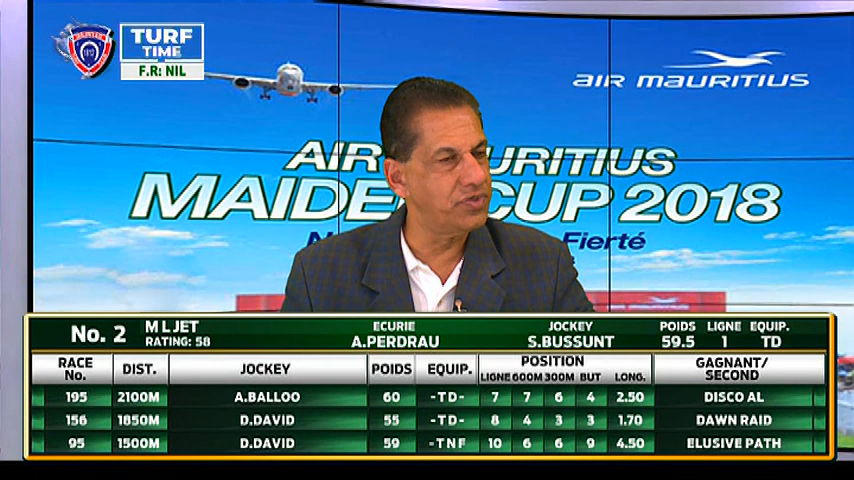 TURF
TIME
F.R: NIL
1812
AIR MAURITIUS
AIR MAURITIUS
MAIDEN CUP 2018
Fierté
No. 2 M L JET ECURIE JOCKEY POIDS LIGNE EQUIP.
RATING: 58 A.PERDRAU S.BUSSUNT 59.5 1 TD
RACE No. DIST. JOCKEY POIDS EQUIP. POSITION GAGNANT/ SECOND
LIGNE 600M 300M BUT LONG.
195 2100M A.BALLOO 60 -TD- 7 7 6 4 2.50 DISCO AL
156 1850M D.DAVID 55 -TD- 8 4 3 3 1.70 DAWN RAID
95 1500M D.DAVID 59 -TNF 10 6 6 9 4.50 ELUSIVE PATH